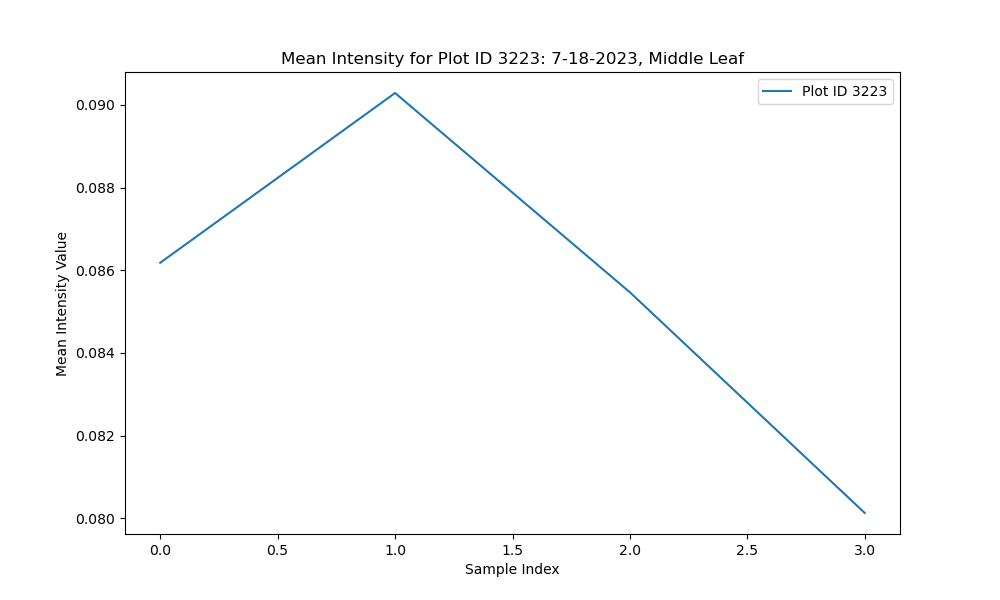 Mean Intensity for Plot ID 3223: 7-18-2023, Middle Leaf
Plot ID 3223
Mean Intensity Value
0.090
0.088
0.086
0.084
0.082
0.080
0.0 0.5 1.0 1.5 2.0 2.5 3.0
Sample Index